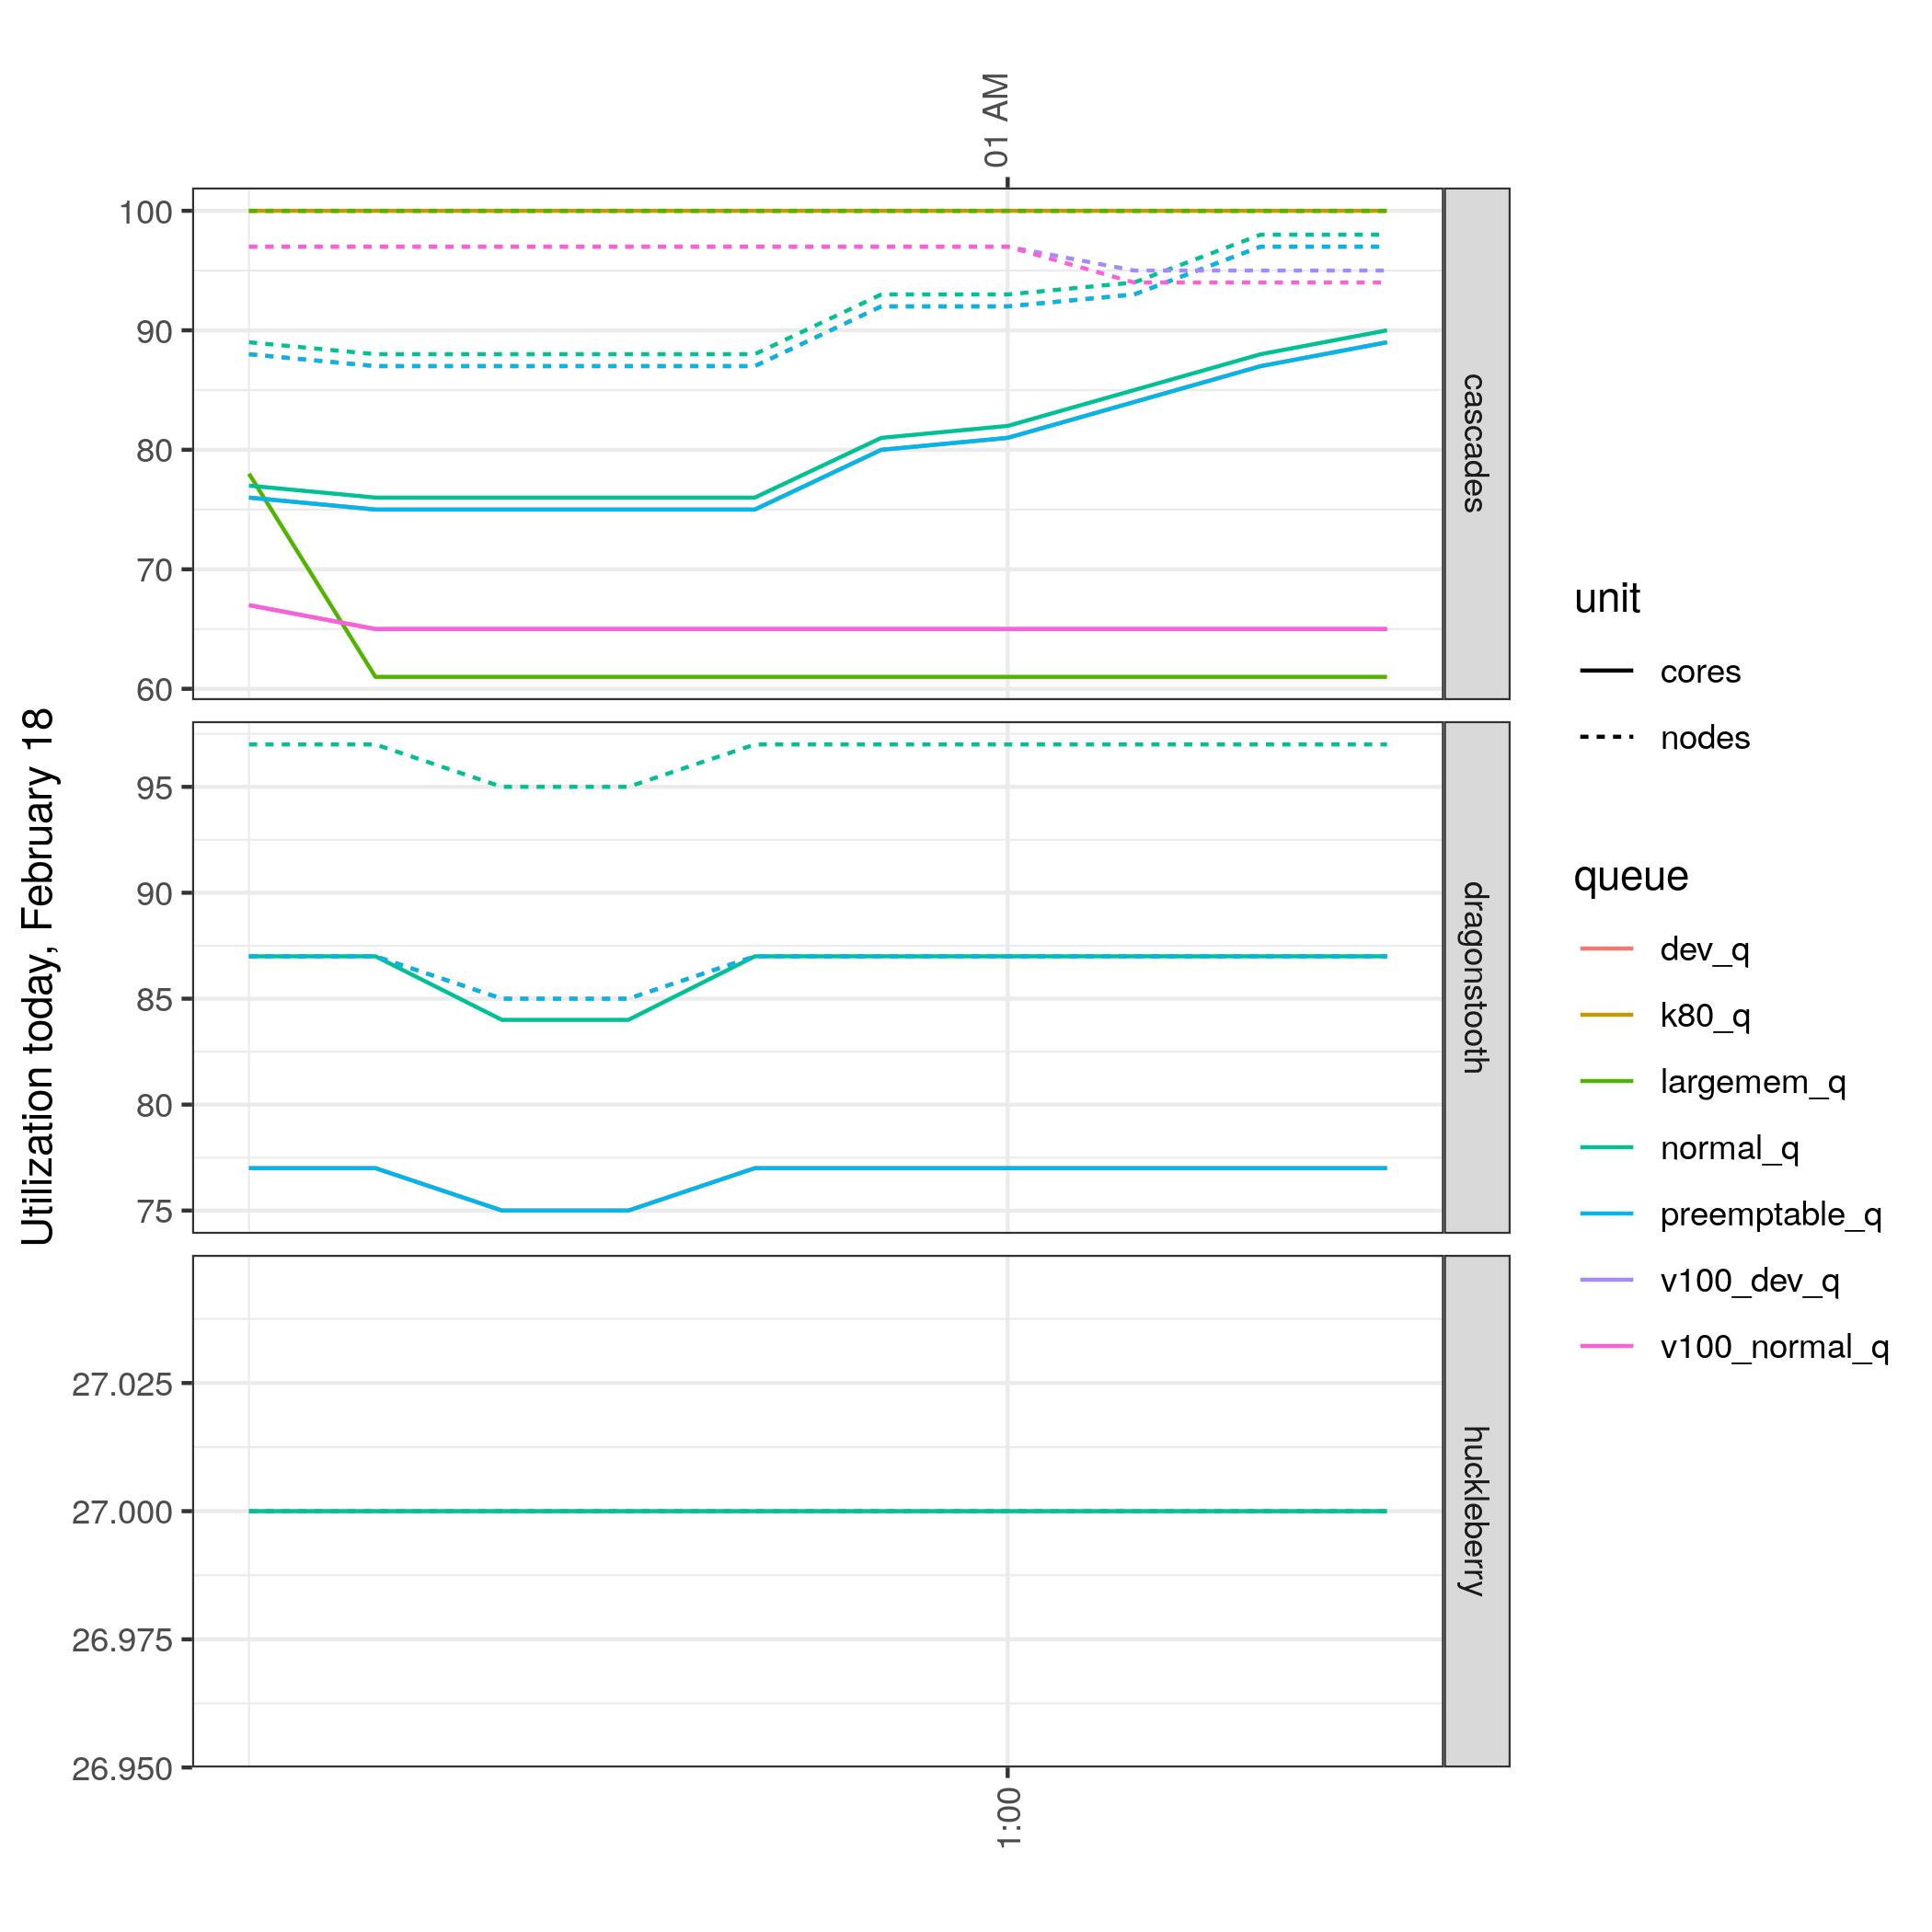 01 AM
Utilization today, February 18
100
90
80
70
60
cascades
95
90
85
80
75
dragonstooth
27.025
27.000
26.975
26.950
huckleberry
1:00
unit
cores
nodes
queue
dev_q
k80_q
largemem_q
normal_q
preemptable_q
v100_dev_q
v100_normal_q